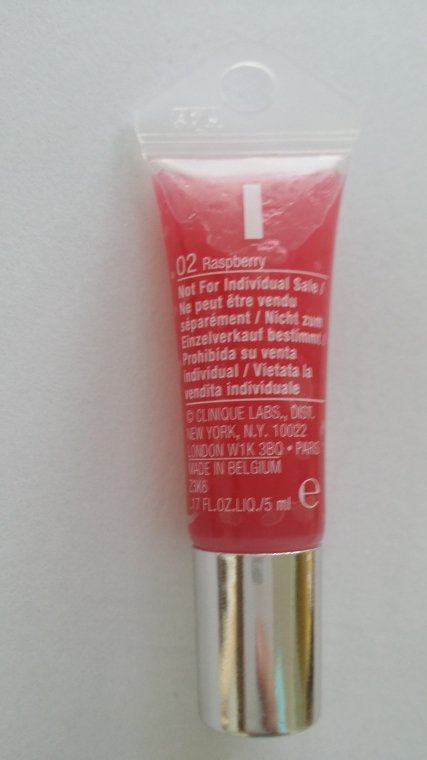 02 Raspberry
Not For Individual Sale /
Ne peut être vendu
séparément / Nicht zum
Einzelverkauf bestimmt /
Prohibida su venta
individual / Vietata la
vendita individuale
© CLINIQUE LABS., DIST.
NEW YORK, N.Y. 10022
LONDON W1K 3BQ • PARIS
MADE IN BELGIUM
Z3K6
.17 FL.OZ.LIQ./5 ml e